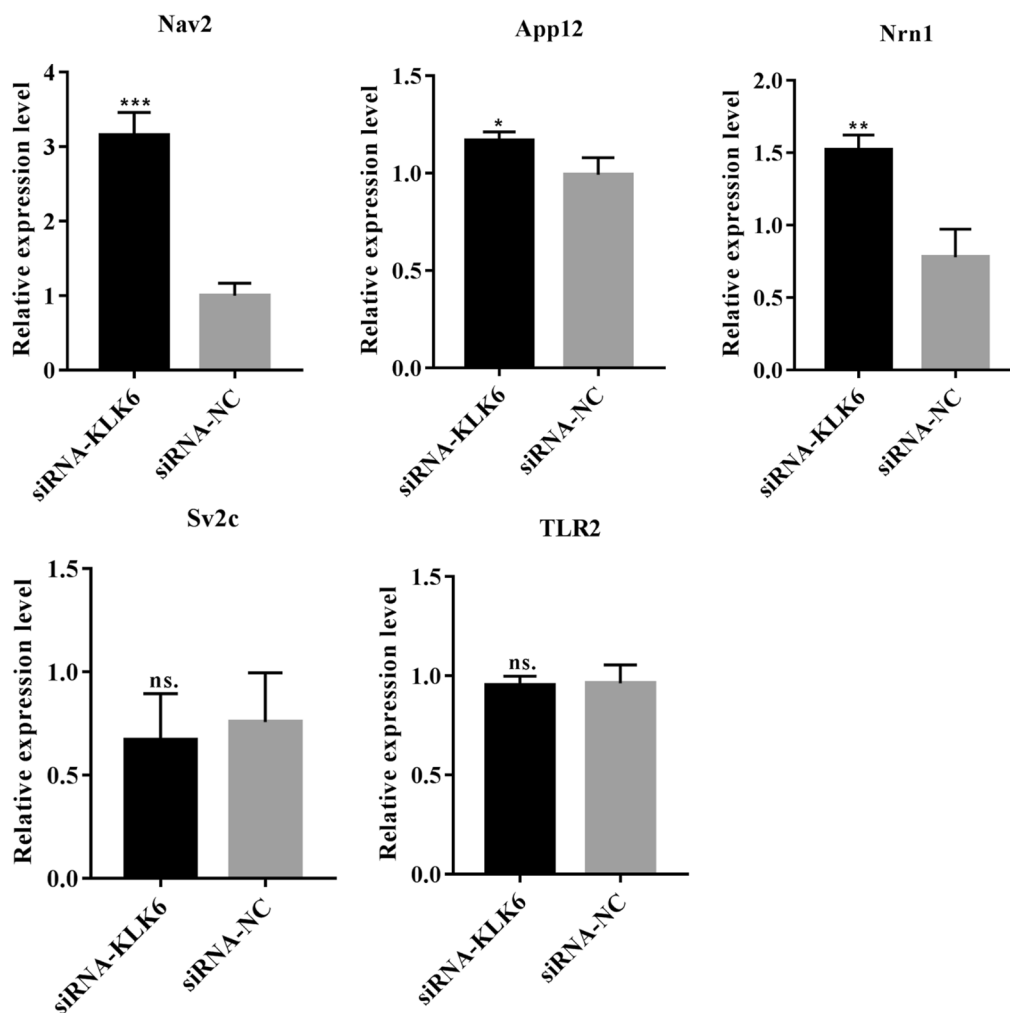 Nav2
Relative expression level
4
3
2
1
0
***
siRNA-KLK6
siRNA-NC
App12
Relative expression level
1.5
1.0
0.5
0.0
*
siRNA-KLK6
siRNA-NC
Nrn1
Relative expression level
2.0
1.5
1.0
0.5
0.0
**
siRNA-KLK6
siRNA-NC
Sv2c
Relative expression level
1.5
1.0
0.5
0.0
ns.
siRNA-KLK6
siRNA-NC
TLR2
Relative expression level
1.5
1.0
0.5
0.0
ns.
siRNA-KLK6
siRNA-NC